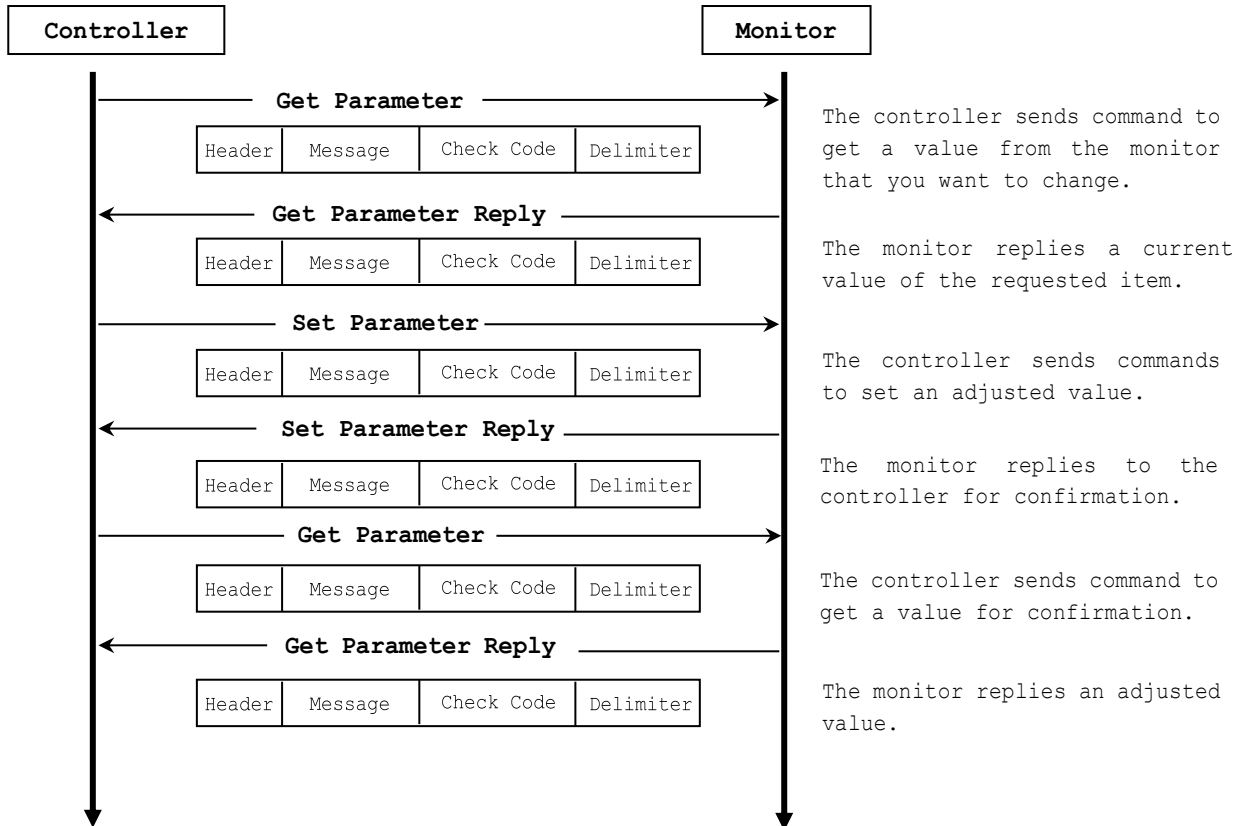 Controller
Monitor
Get Parameter
Header Message Check Code Delimiter
The controller sends command to
get a value from the monitor
that you want to change.
Get Parameter Reply
Header Message Check Code Delimiter
The monitor replies a current
value of the requested item.
Set Parameter
Header Message Check Code Delimiter
The controller sends commands
to set an adjusted value.
Set Parameter Reply
Header Message Check Code Delimiter
The monitor replies to the
controller for confirmation.
Get Parameter
Header Message Check Code Delimiter
The controller sends command to
get a value for confirmation.
Get Parameter Reply
Header Message Check Code Delimiter
The monitor replies an adjusted
value.